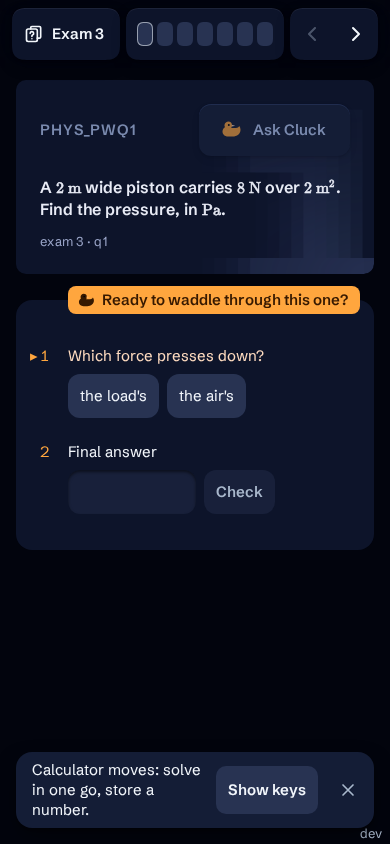 Exam 3
PHYS_PWQ1
Ask Cluck
A 2 m wide piston carries 8 N over 2 m².
Find the pressure, in Pa.
exam 3 · q1
Ready to waddle through this one?
▸ 1 Which force presses down?
the load's the air's
2 Final answer
Check
Calculator moves: solve
in one go, store a
number.
Show keys
dev